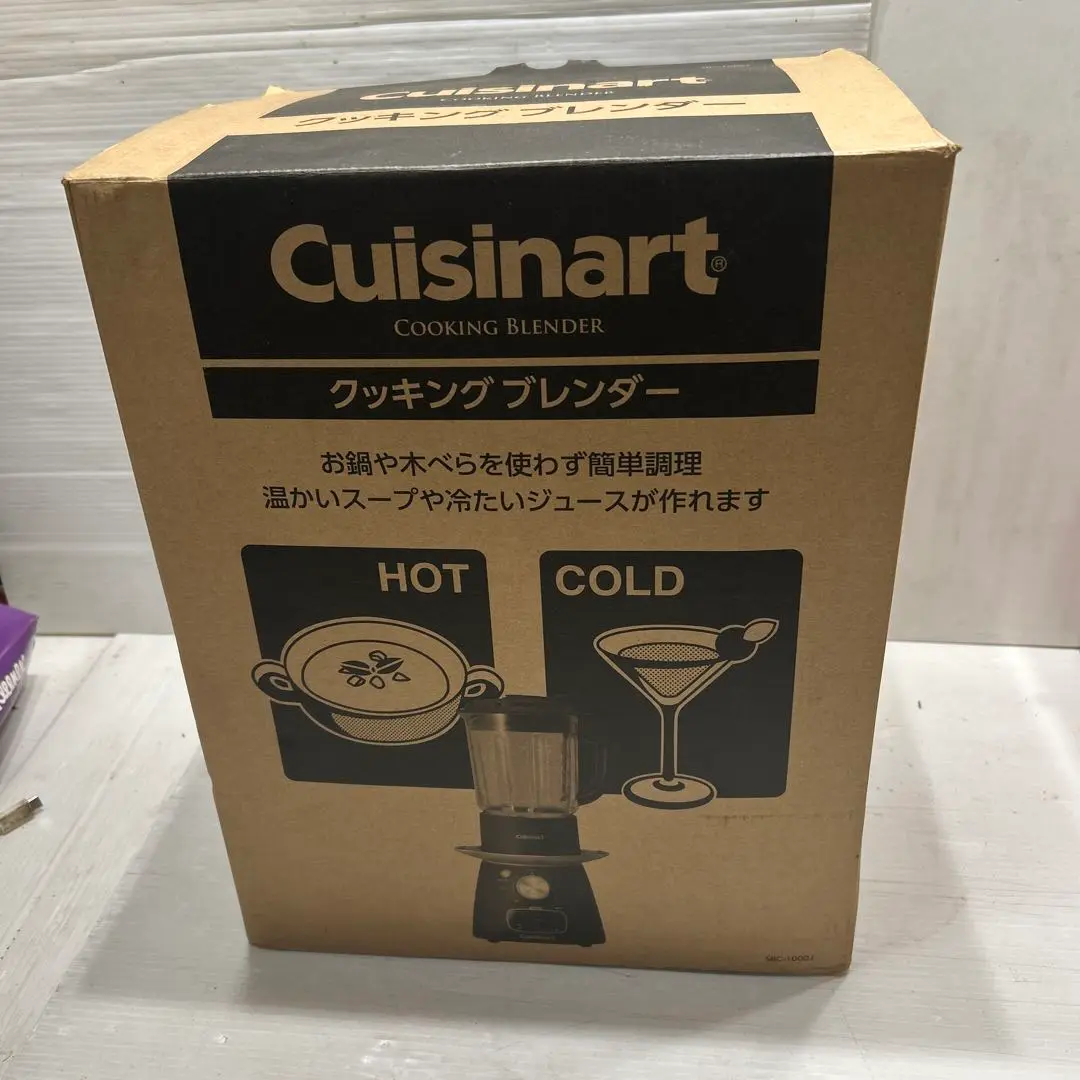 Cuisinart
COOKING BLENDER
クッキング ブレンダー
Cuisinart®
COOKING BLENDER
クッキング ブレンダー
お鍋や木べらを使わず簡単調理
温かいスープや冷たいジュースが作れます
HOT
COLD
Cuisinart
Cuisinart